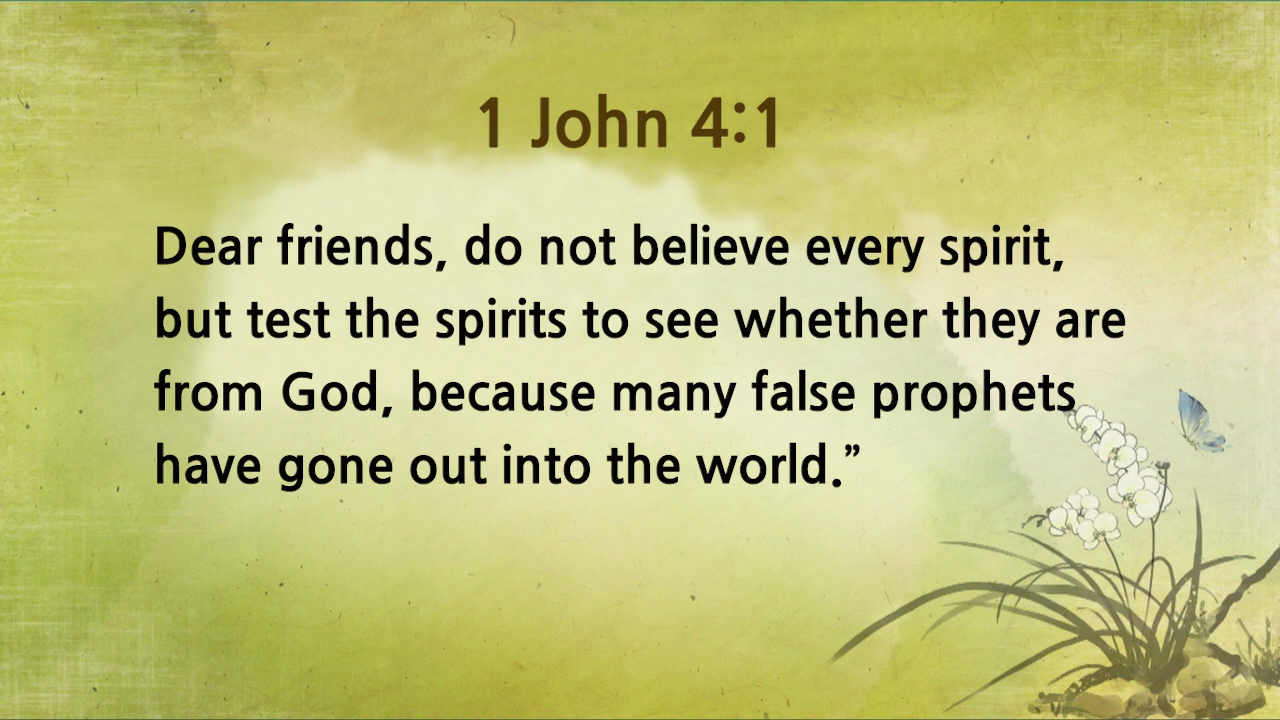 1 John 4:1
Dear friends, do not believe every spirit,
but test the spirits to see whether they are
from God, because many false prophets
have gone out into the world.”